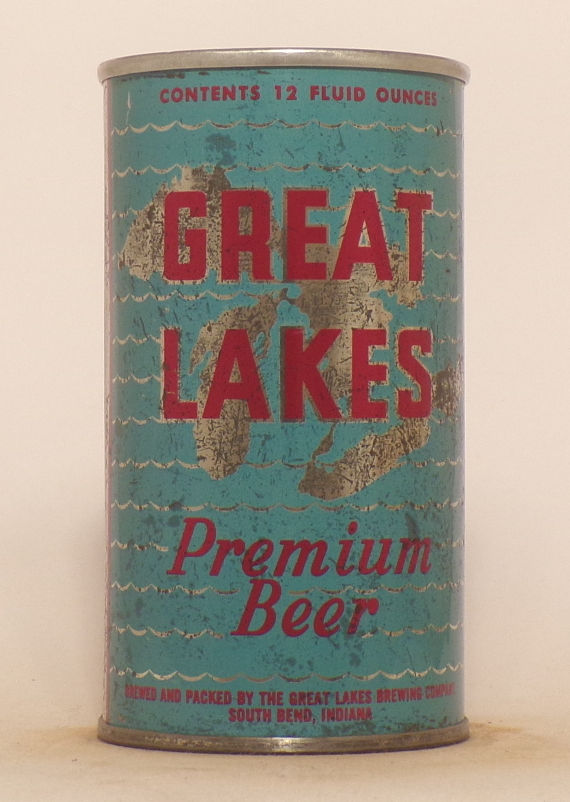 CONTENTS 12 FLUID OUNCES
GREAT
LAKES
Premium
Beer
BREWED AND PACKED BY THE GREAT LAKES BREWING COMPANY
SOUTH BEND, INDIANA